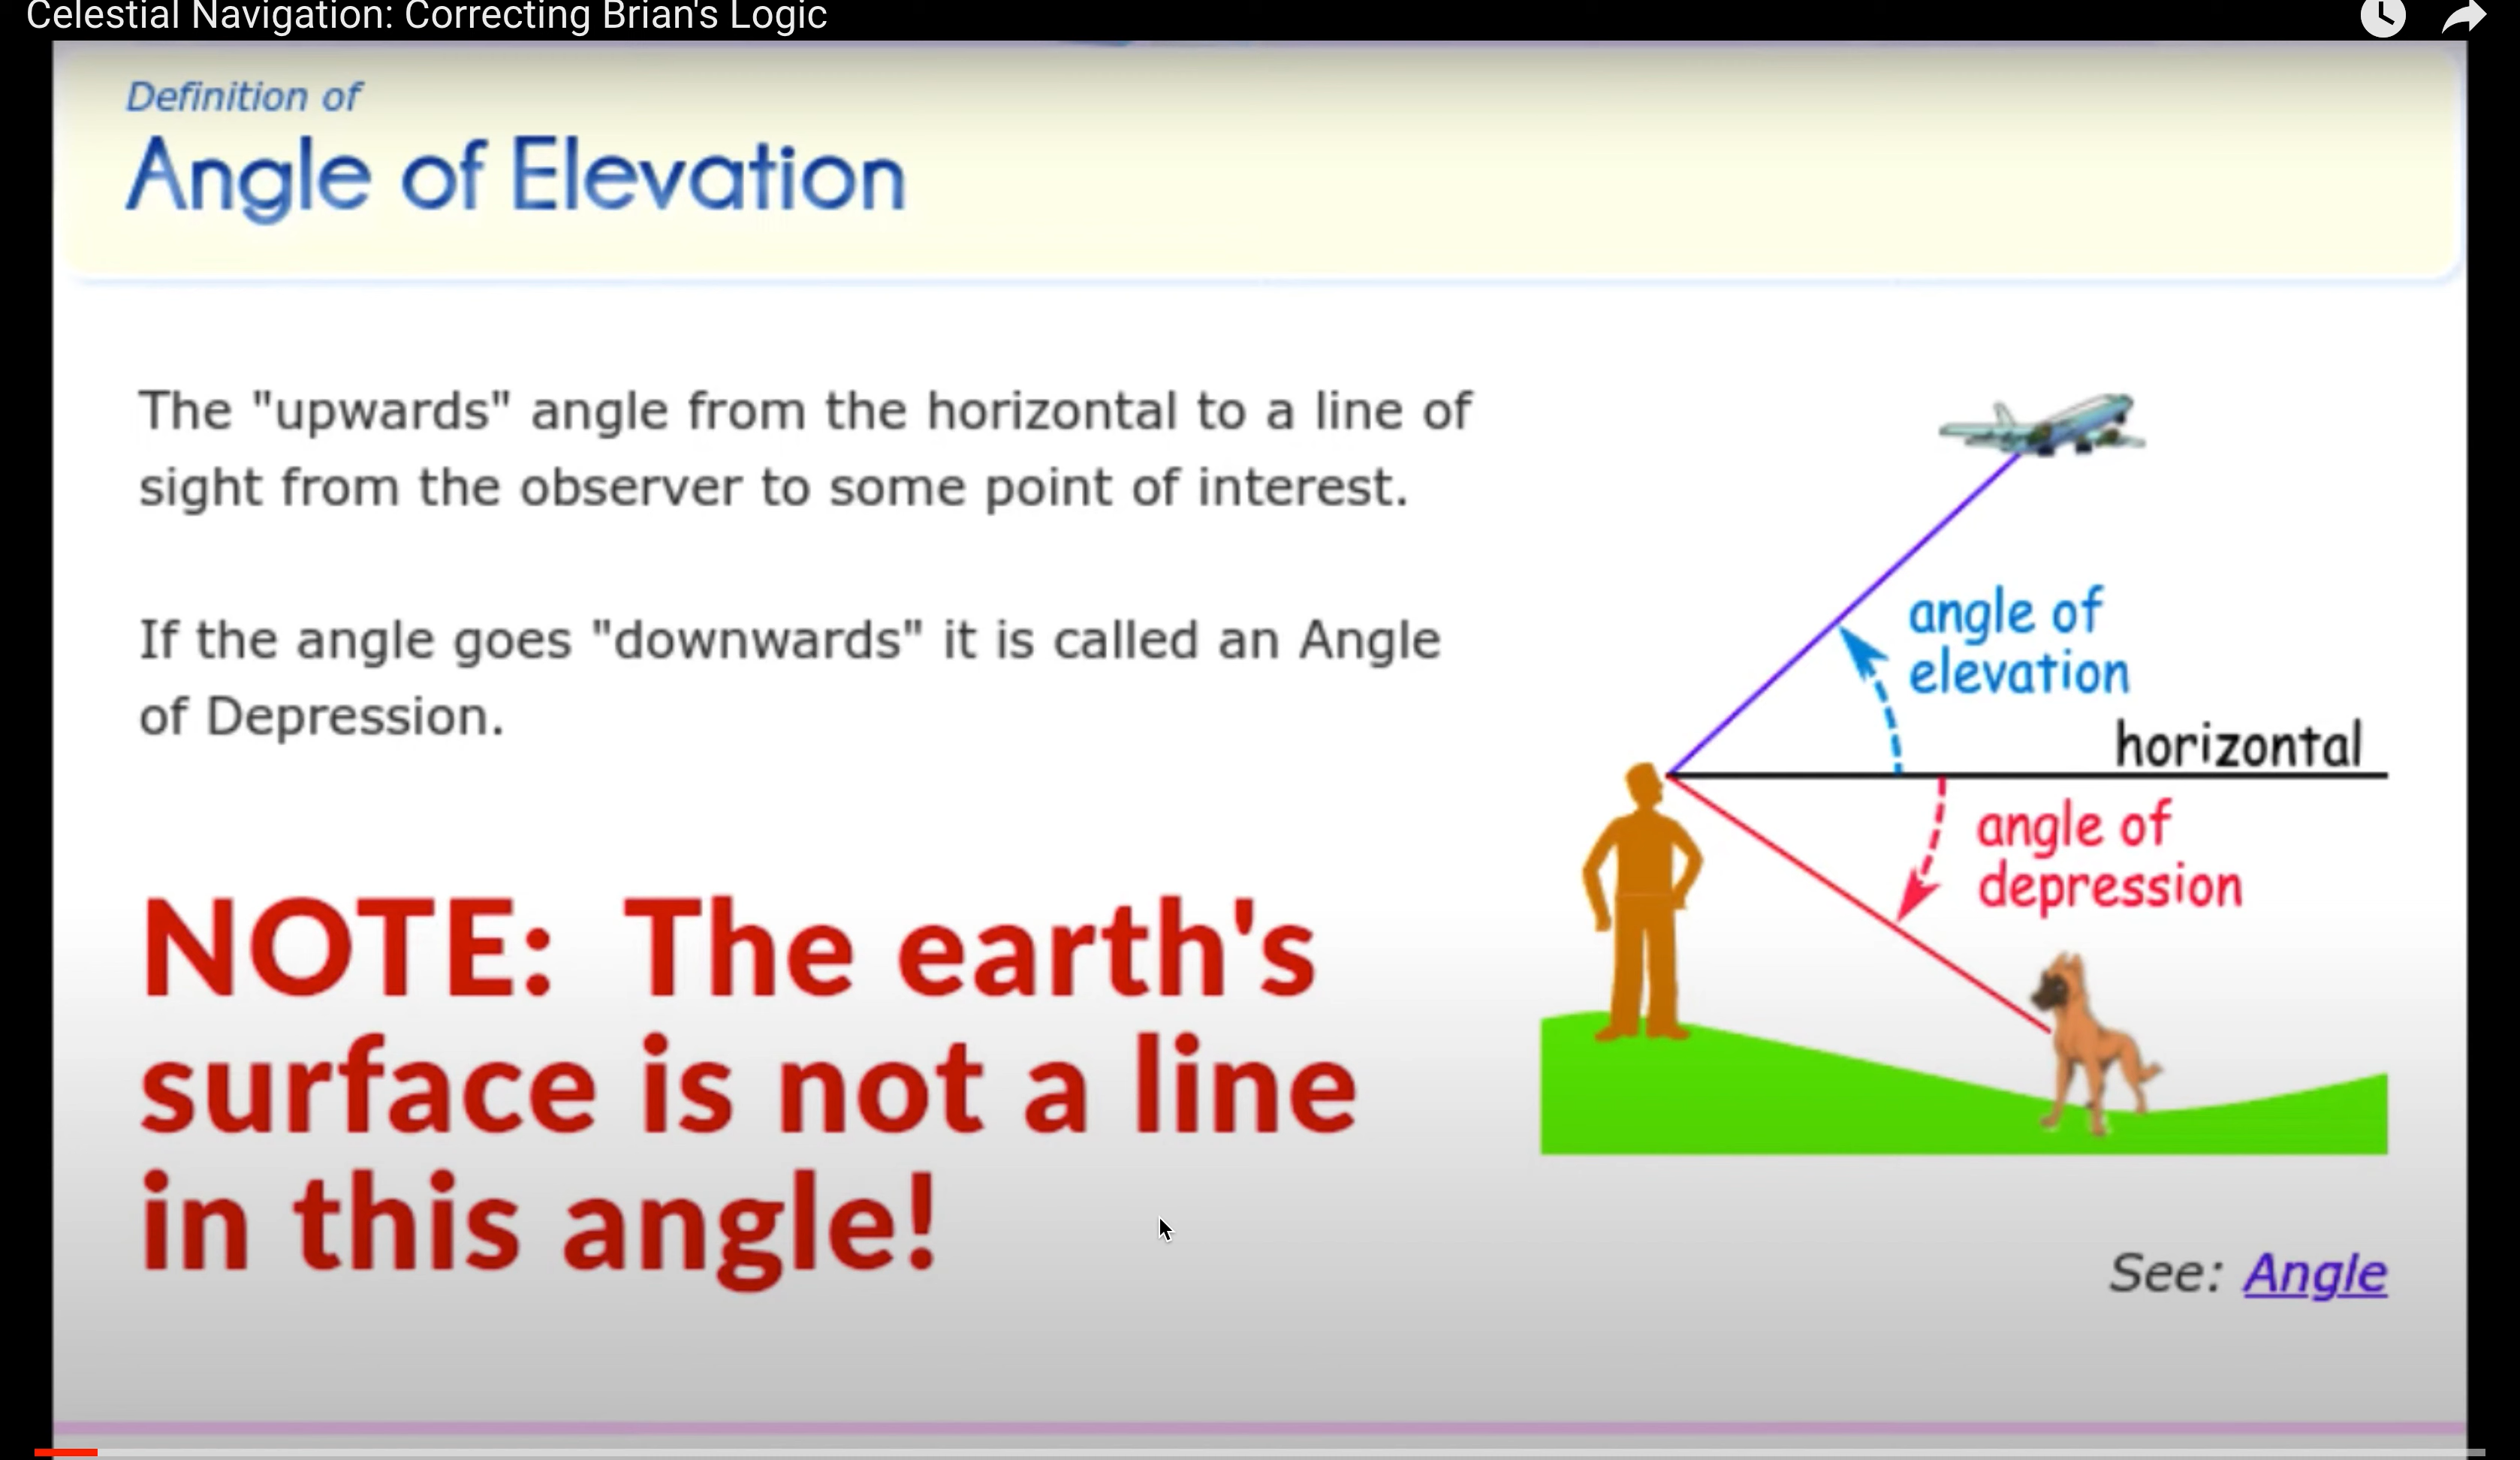 Celestial Navigation: Correcting Brian's Logic
Definition of
Angle of Elevation
The "upwards" angle from the horizontal to a line of
sight from the observer to some point of interest.
If the angle goes "downwards" it is called an Angle
of Depression.
NOTE: The earth's
surface is not a line
in this angle!
angle of
elevation
horizontal
angle of
depression
See: Angle